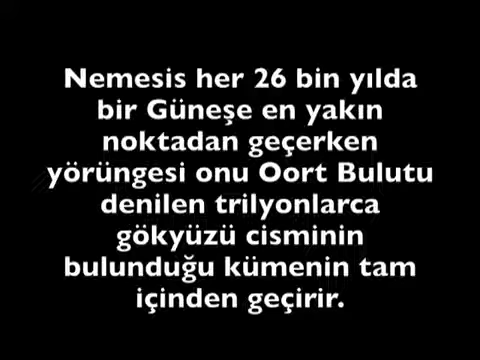 Nemesis her 26 bin yılda
bir Güneşe en yakın
noktadan geçerken
yörüngesi onu Oort Bulutu
denilen trilyonlarca
gökyüzü cisminin
bulunduğu kümenin tam
içinden geçirir.